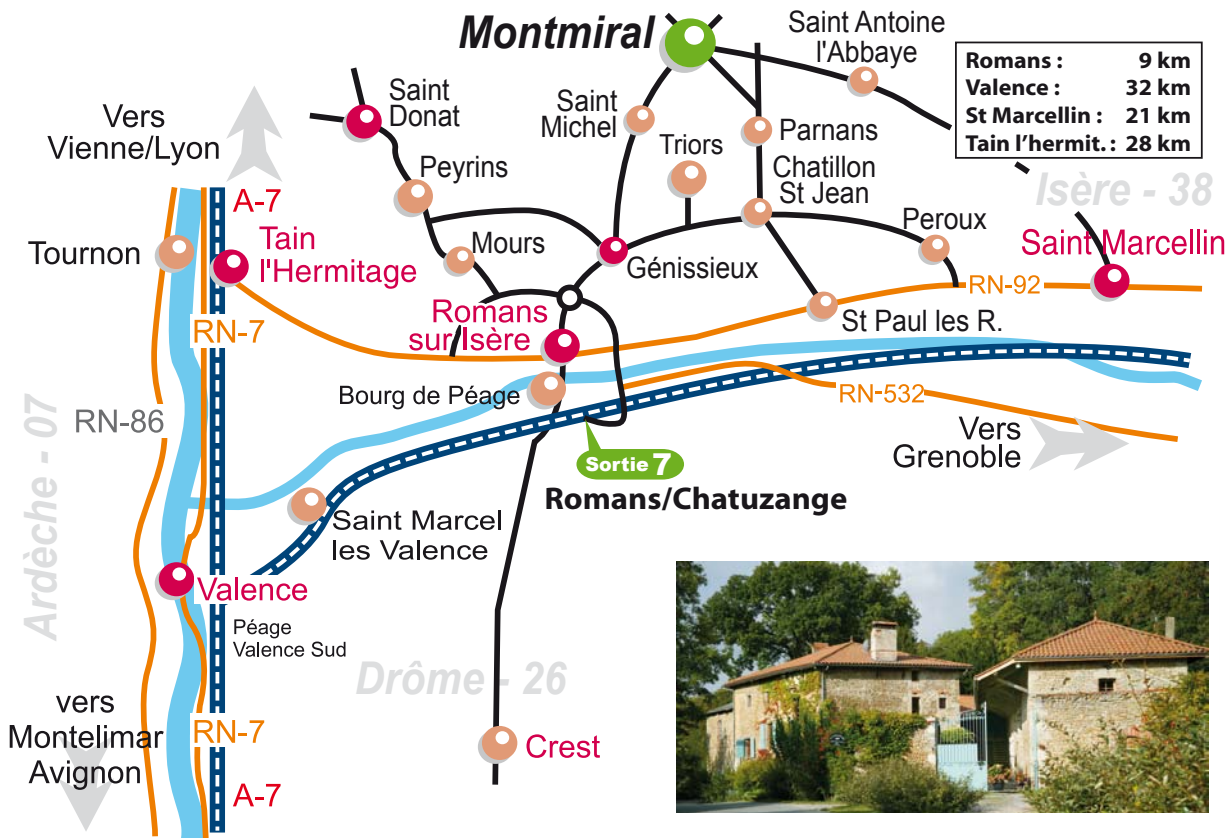 Montmiral
Saint Antoine
l'Abbaye
Romans : 9 km
Valence : 32 km
St Marcellin : 21 km
Tain l'hermit. : 28 km
Saint
Donat
Saint
Michel
Vers
Vienne/Lyon
Triors
Parnans
Peyrins
Chatillon
St Jean
Isère - 38
A-7
Peroux
Tournon
Tain
l'Hermitage
Mours
Génissieux
Saint Marcellin
RN-92
RN-7
Romans
sur Isère
St Paul les R.
Bourg de Péage
RN-532
RN-86
Vers
Grenoble
Sortie 7
Romans/Chatuzange
Ardèche - 07
Saint Marcel
les Valence
Valence
Péage
Valence Sud
Drôme - 26
vers
Montelimar
Avignon
RN-7
Crest
A-7